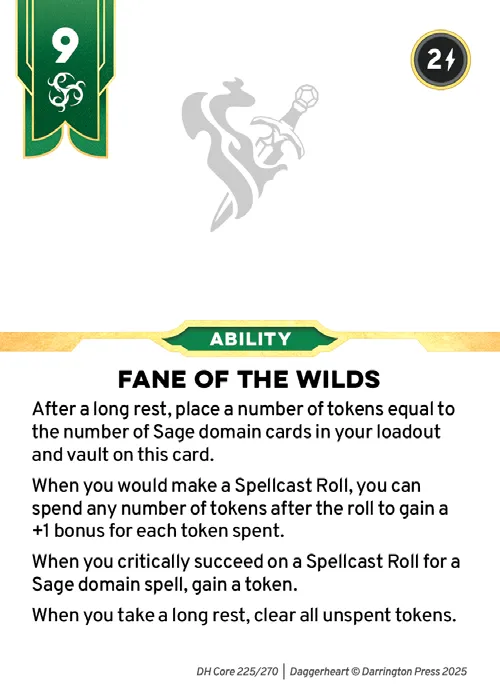 9
2
ABILITY
FANE OF THE WILDS
After a long rest, place a number of tokens equal to
the number of Sage domain cards in your loadout
and vault on this card.
When you would make a Spellcast Roll, you can
spend any number of tokens after the roll to gain a
+1 bonus for each token spent.
When you critically succeed on a Spellcast Roll for a
Sage domain spell, gain a token.
When you take a long rest, clear all unspent tokens.
DH Core 225/270 | Daggerheart © Darrington Press 2025